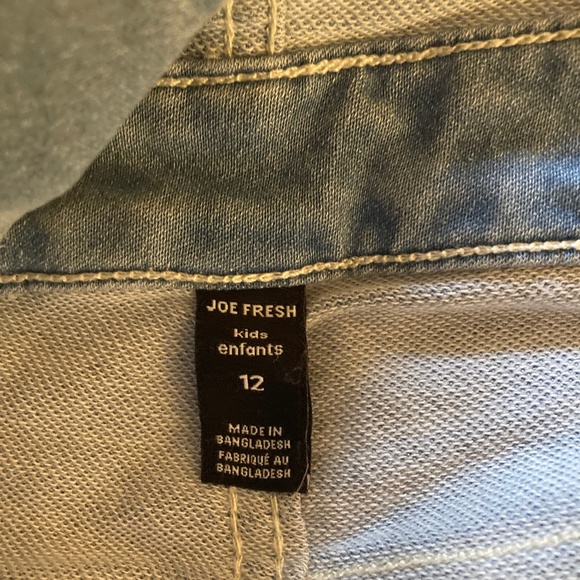 JOE FRESH
kids
enfants
12
MADE IN
BANGLADESH
FABRIQUÉ AU
BANGLADESH